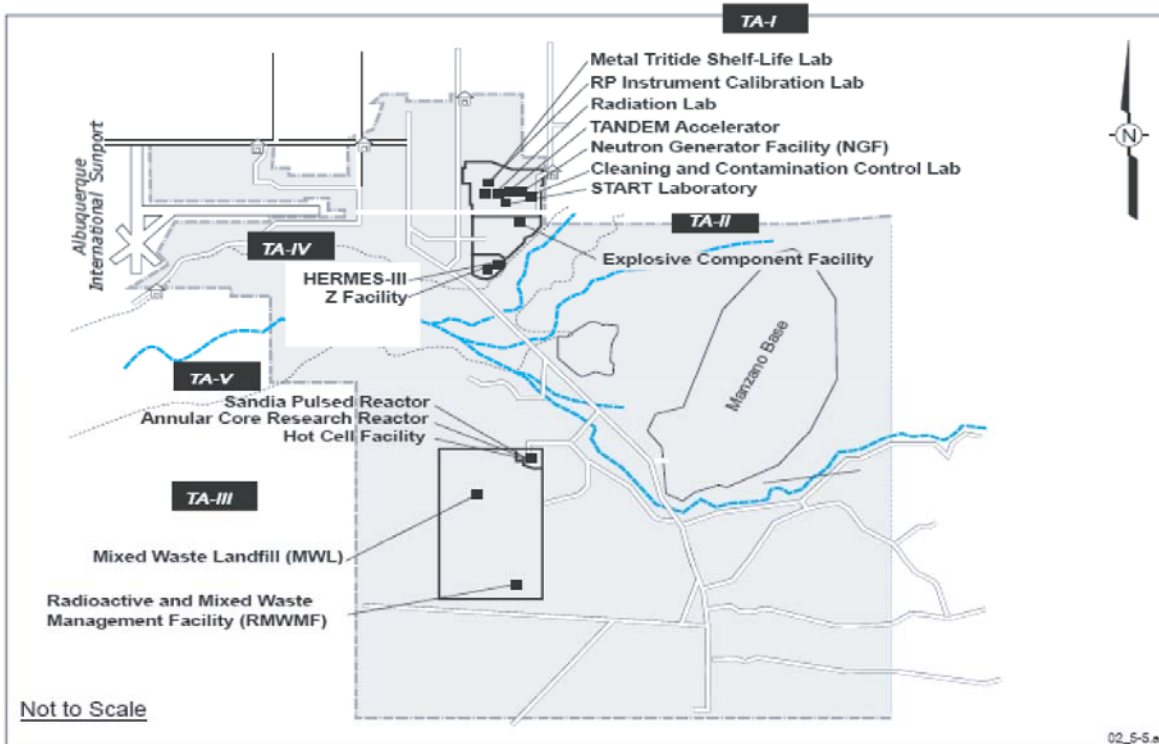 TA-I
Metal Tritide Shelf-Life Lab
RP Instrument Calibration Lab
Radiation Lab
TANDEM Accelerator
Neutron Generator Facility (NGF)
Cleaning and Contamination Control Lab
START Laboratory
N
Albuquerque
International Sunport
TA-II
TA-IV
Explosive Component Facility
HERMES-III
Z Facility
Manzano Base
TA-V
Sandia Pulsed Reactor
Annular Core Research Reactor
Hot Cell Facility
TA-III
Mixed Waste Landfill (MWL)
Radioactive and Mixed Waste
Management Facility (RMWMF)
Not to Scale
02_5-5.a